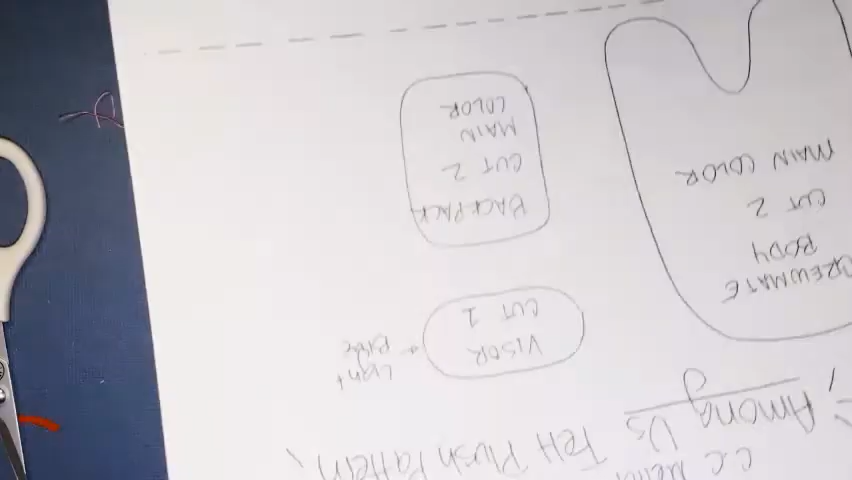 Among Us Felt Plush Pattern
VISOR
CUT 1
Light
Blue
BACKPACK
CUT 2
MAIN
COLOR
CREWMATE
BODY
CUT 2
MAIN COLOR